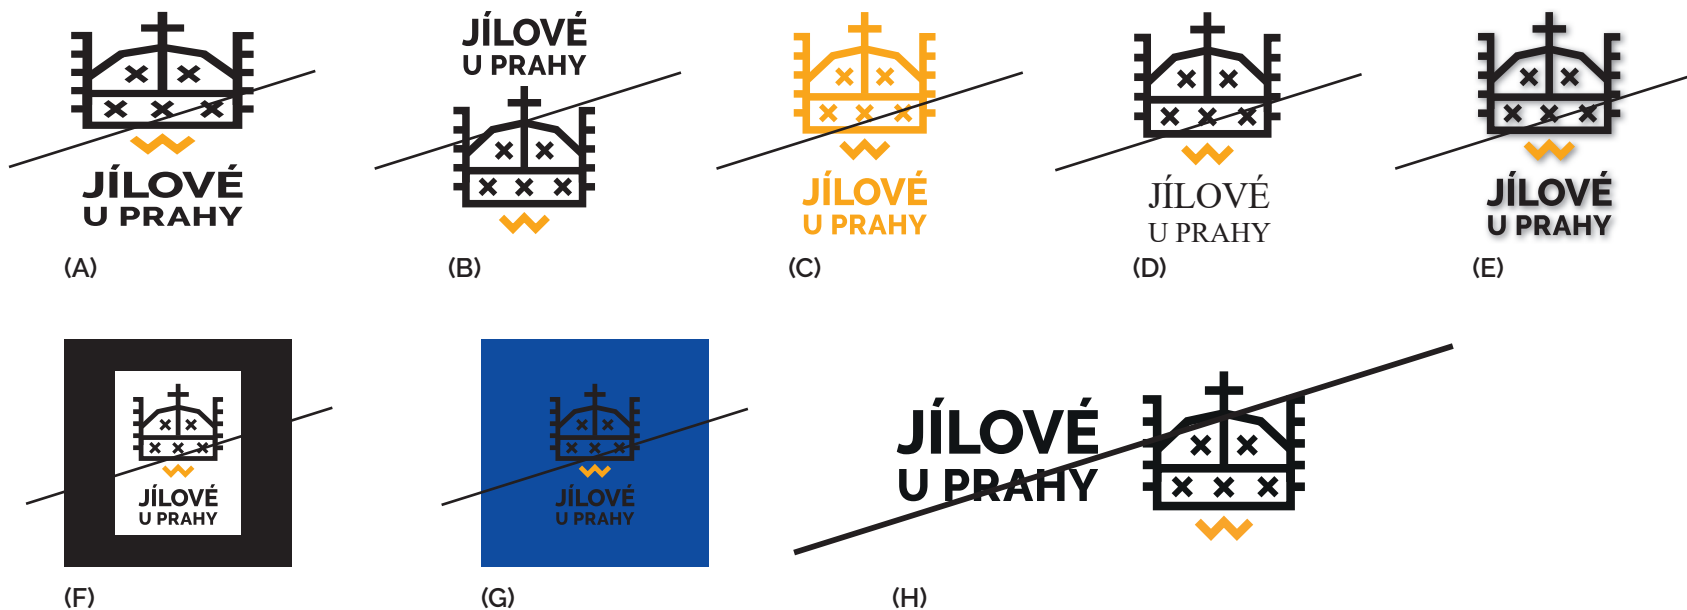 JÍLOVÉ
U PRAHY
(A)
JÍLOVÉ
U PRAHY
(B)
JÍLOVÉ
U PRAHY
(C)
JÍLOVÉ
U PRAHY
(D)
JÍLOVÉ
U PRAHY
(E)
JÍLOVÉ
U PRAHY
(F)
JÍLOVÉ
U PRAHY
(G)
JÍLOVÉ
U PRAHY
(H)